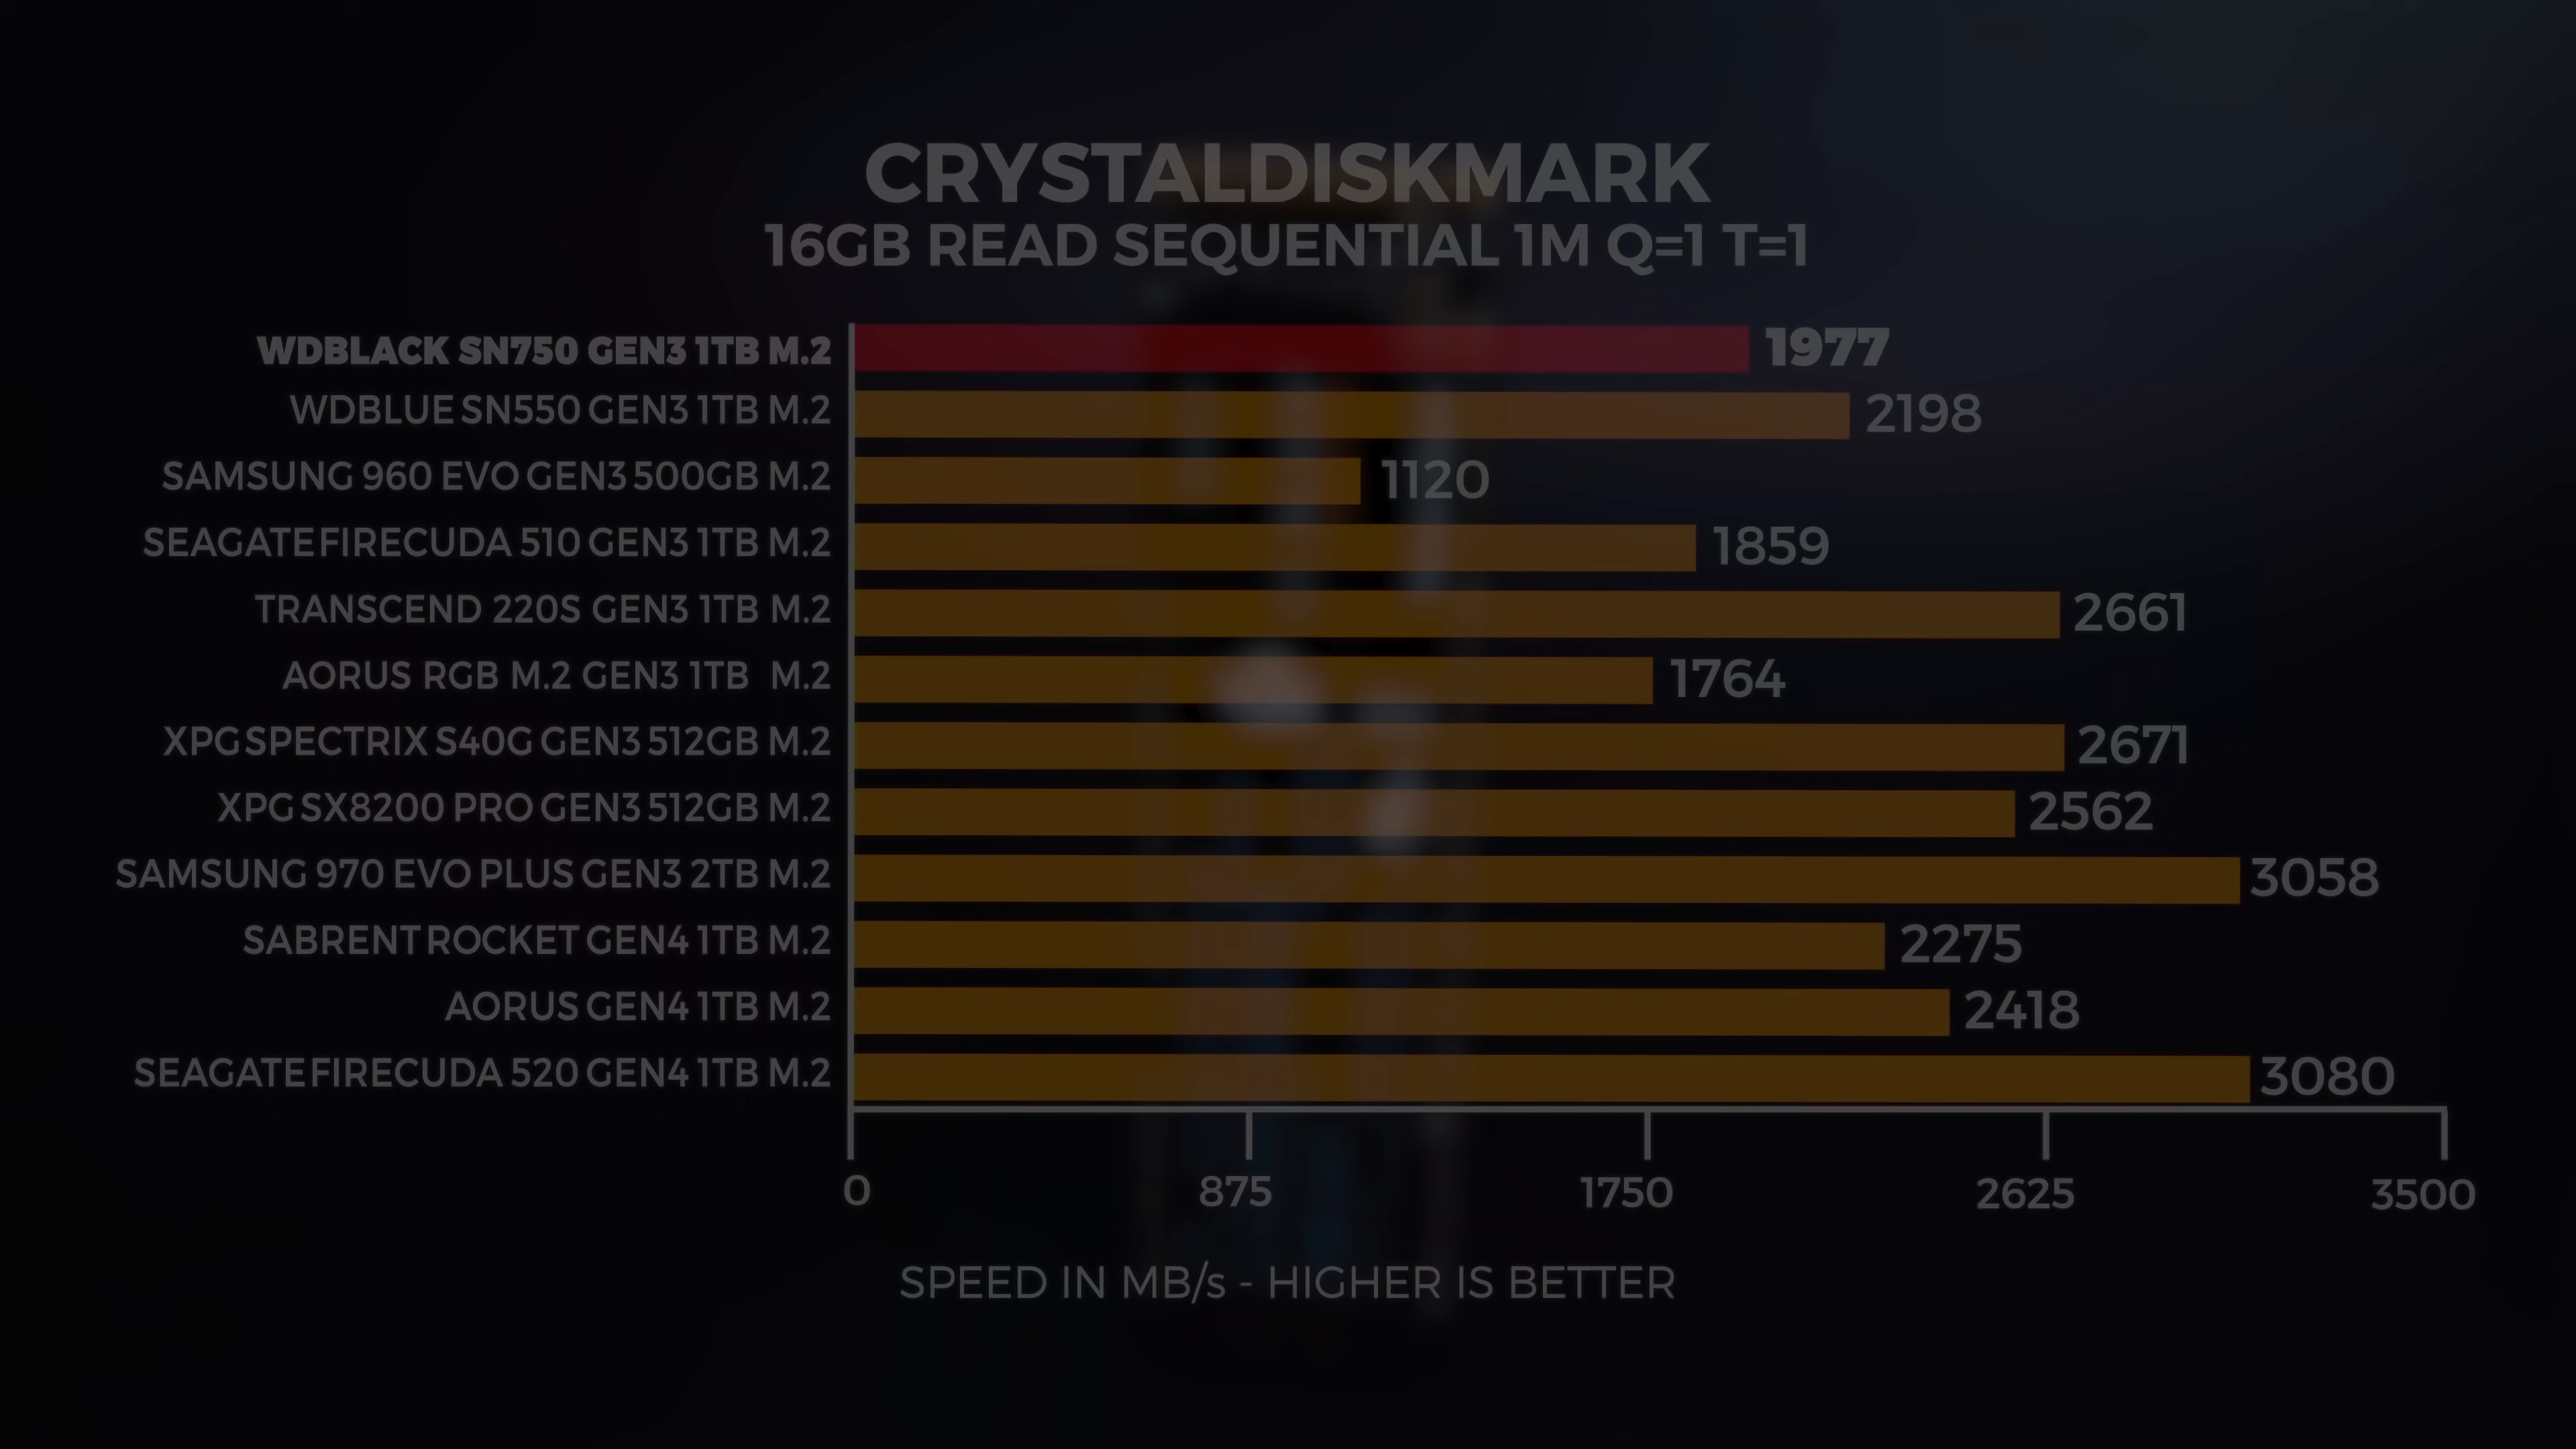 CRYSTALDISKMARK
16GB READ SEQUENTIAL 1M Q=1 T=1
WDBLACK SN750 GEN3 1TB M.2 1977
WDBLUE SN550 GEN3 1TB M.2 2198
SAMSUNG 960 EVO GEN3 500GB M.2 1120
SEAGATE FIRECUDA 510 GEN3 1TB M.2 1859
TRANSCEND 220S GEN3 1TB M.2 2661
AORUS RGB M.2 GEN3 1TB M.2 1764
XPG SPECTRIX S40G GEN3 512GB M.2 2671
XPG SX8200 PRO GEN3 512GB M.2 2562
SAMSUNG 970 EVO PLUS GEN3 2TB M.2 3058
SABRENT ROCKET GEN4 1TB M.2 2275
AORUS GEN4 1TB M.2 2418
SEAGATE FIRECUDA 520 GEN4 1TB M.2 3080
0 875 1750 2625 3500
SPEED IN MB/s - HIGHER IS BETTER